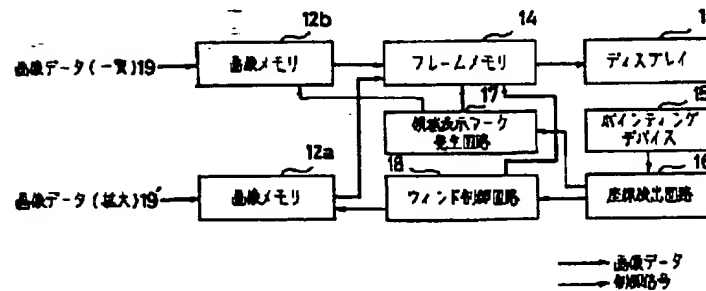 12b
14
1
画像データ(一覧)19
画像メモリ
フレームメモリ
ディスプレイ
17
15
領域表示マーク
発生回路
ポインティング
デバイス
12a
18
16
画像データ(拡大)19'
画像メモリ
ウィンド制御回路
座標検出回路
画像データ
制御信号